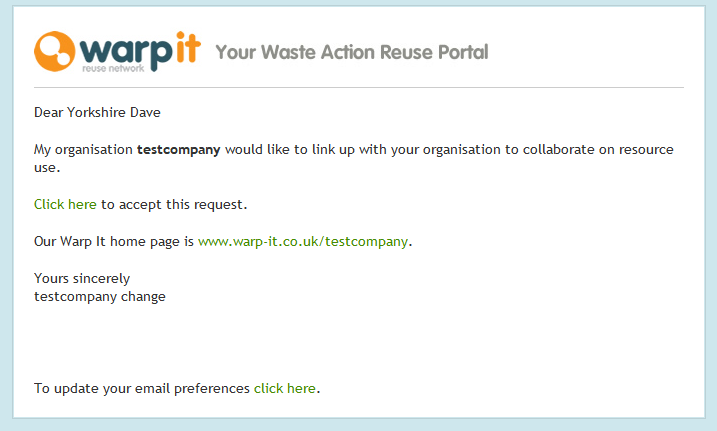 warpit
reuse network
Your Waste Action Reuse Portal
Dear Yorkshire Dave
My organisation testcompany would like to link up with your organisation to collaborate on resource
use.
Click here to accept this request.
Our Warp It home page is www.warp-it.co.uk/testcompany.
Yours sincerely
testcompany change
To update your email preferences click here.